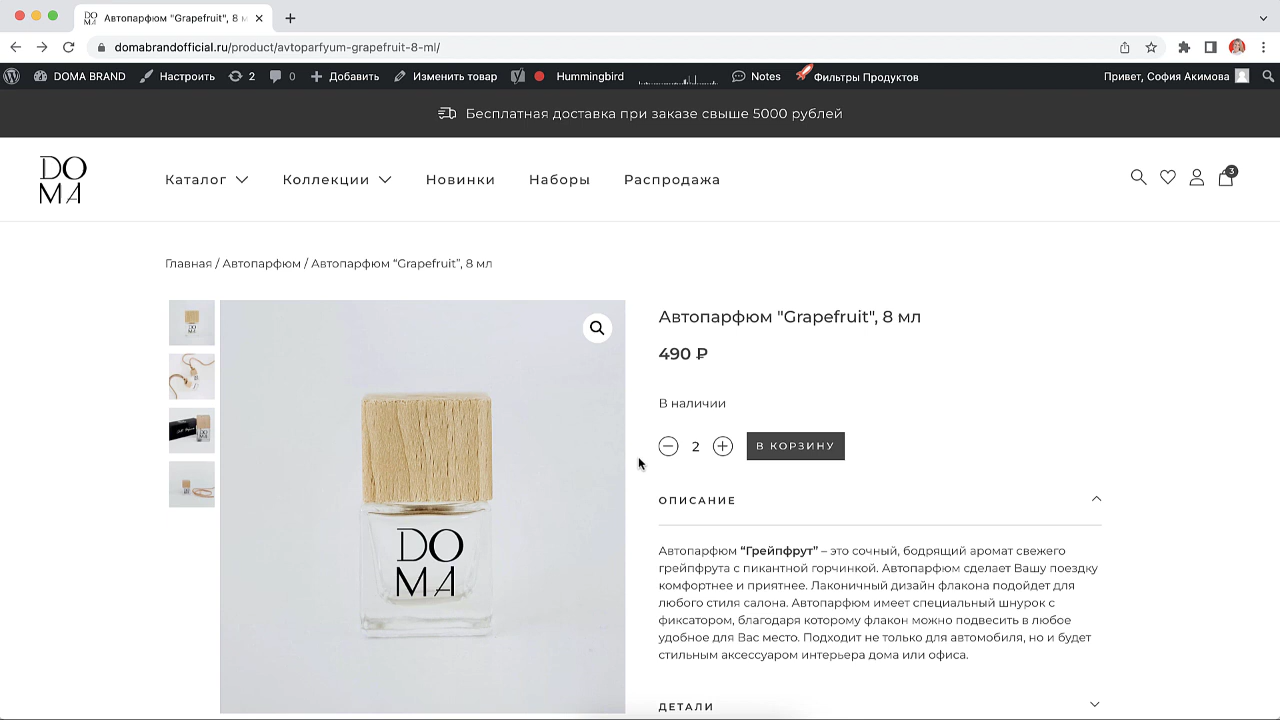 DO
MA
Автопарфюм "Grapefruit", 8 м
domabrandofficial.ru/product/avtoparfyum-grapefruit-8-ml/
DOMA BRAND
Настроить
2
0
Добавить
Изменить товар
Hummingbird
Notes
Фильтры Продуктов
Привет, София Акимова
Бесплатная доставка при заказе свыше 5000 рублей
DO
MA
Каталог
Коллекции
Новинки
Наборы
Распродажа
3
Главная / Автопарфюм / Автопарфюм “Grapefruit”, 8 мл
DO
MA
Автопарфюм "Grapefruit", 8 мл
490 ₽
В наличии
2
В КОРЗИНУ
ОПИСАНИЕ
Автопарфюм “Грейпфрут” – это сочный, бодрящий аромат свежего
грейпфрута с пикантной горчинкой. Автопарфюм сделает Вашу поездку
комфортнее и приятнее. Лаконичный дизайн флакона подойдет для
любого стиля салона. Автопарфюм имеет специальный шнурок с
фиксатором, благодаря которому флакон можно подвесить в любое
удобное для Вас место. Подходит не только для автомобиля, но и будет
стильным аксессуаром интерьера дома или офиса.
ДЕТАЛИ